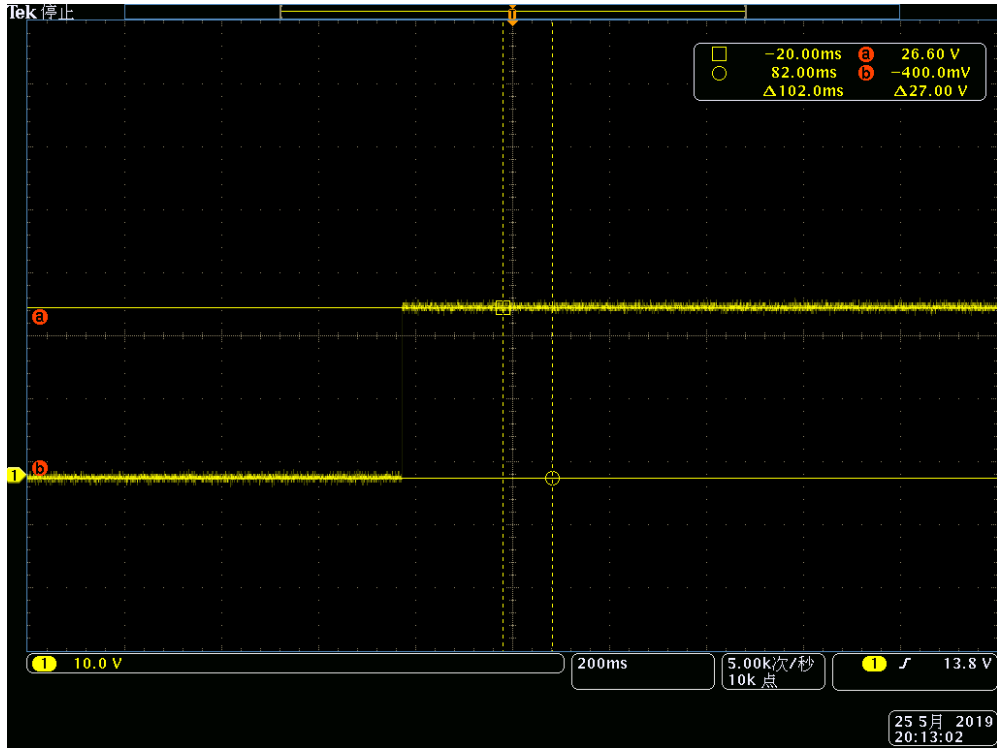 Tek 停止
−20.00ms a 26.60 V
82.00ms b −400.0mV
Δ102.0ms Δ27.00 V
a
b
1
1 10.0 V
200ms
5.00k次/秒
10k 点
1 13.8 V
25 5月 2019
20:13:02